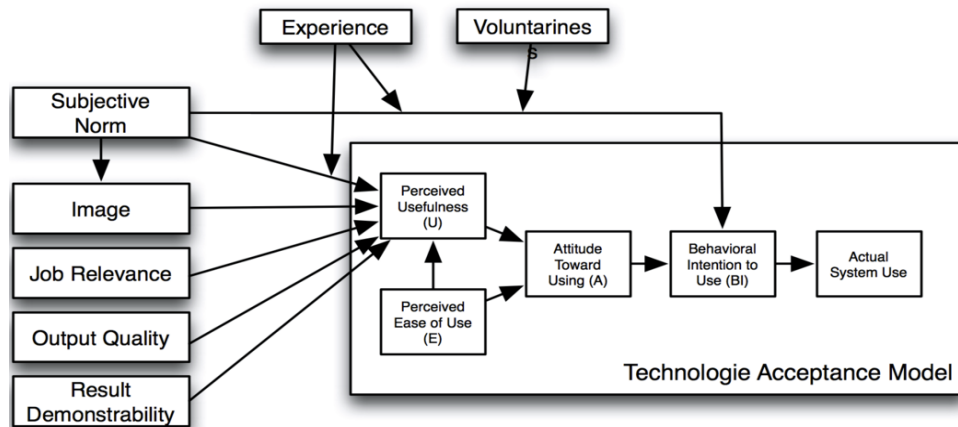 Experience
Voluntarines
s
Subjective
Norm
Image
Job Relevance
Output Quality
Result
Demonstrability
Perceived
Usefulness
(U)
Perceived
Ease of Use
(E)
Attitude
Toward
Using (A)
Behavioral
Intention to
Use (BI)
Actual
System Use
Technologie Acceptance Model